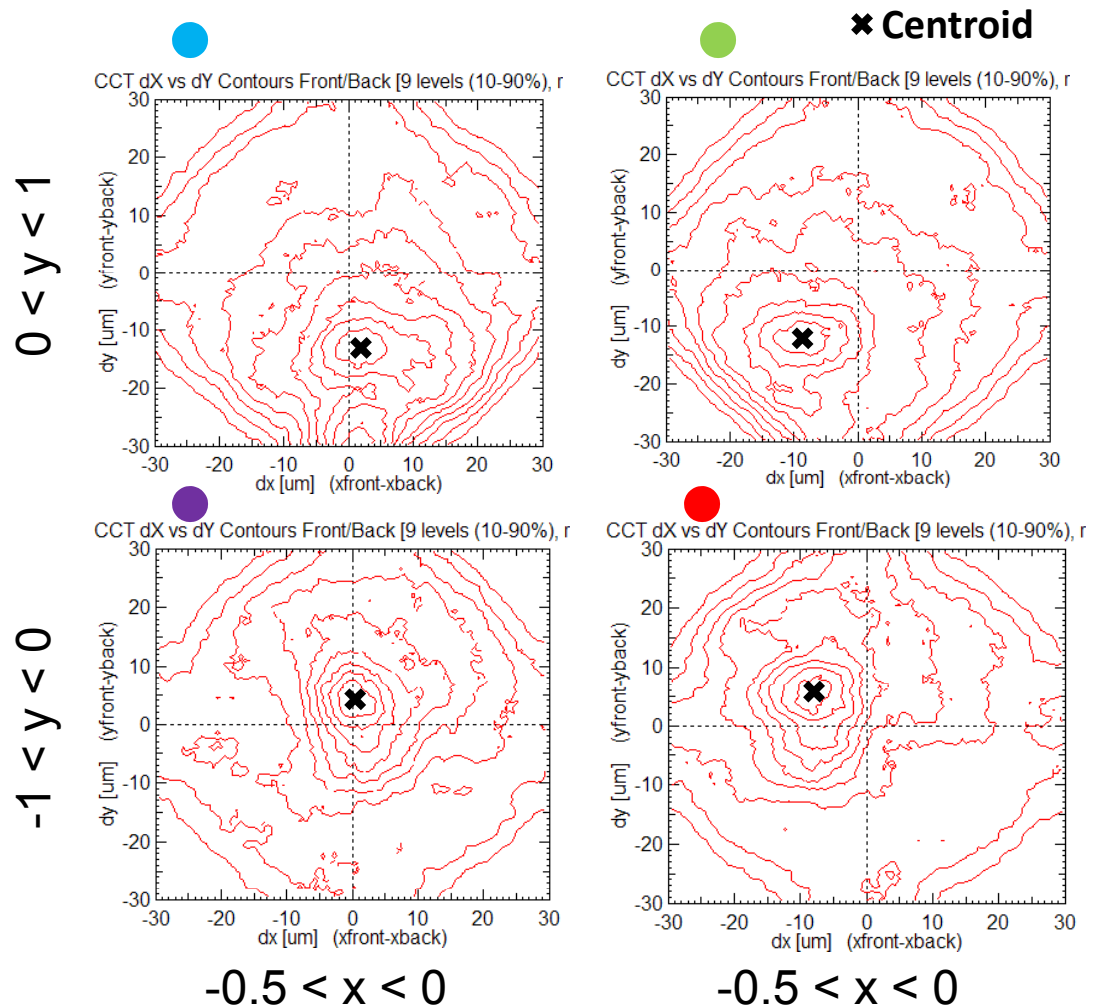 ✖ Centroid
CCT dX vs dY Contours Front/Back [9 levels (10-90%), r
30
20
10
0
-10
-20
-30
dy [um] (yfront-yback)
-30 -20 -10 0 10 20 30
dx [um] (xfront-xback)
CCT dX vs dY Contours Front/Back [9 levels (10-90%), r
30
20
10
0
-10
-20
-30
dy [um] (yfront-yback)
-30 -20 -10 0 10 20 30
dx [um] (xfront-xback)
0 < y < 1
CCT dX vs dY Contours Front/Back [9 levels (10-90%), r
30
20
10
0
-10
-20
-30
dy [um] (yfront-yback)
-30 -20 -10 0 10 20 30
dx [um] (xfront-xback)
CCT dX vs dY Contours Front/Back [9 levels (10-90%), r
30
20
10
0
-10
-20
-30
dy [um] (yfront-yback)
-30 -20 -10 0 10 20 30
dx [um] (xfront-xback)
-1 < y < 0
-0.5 < x < 0
-0.5 < x < 0